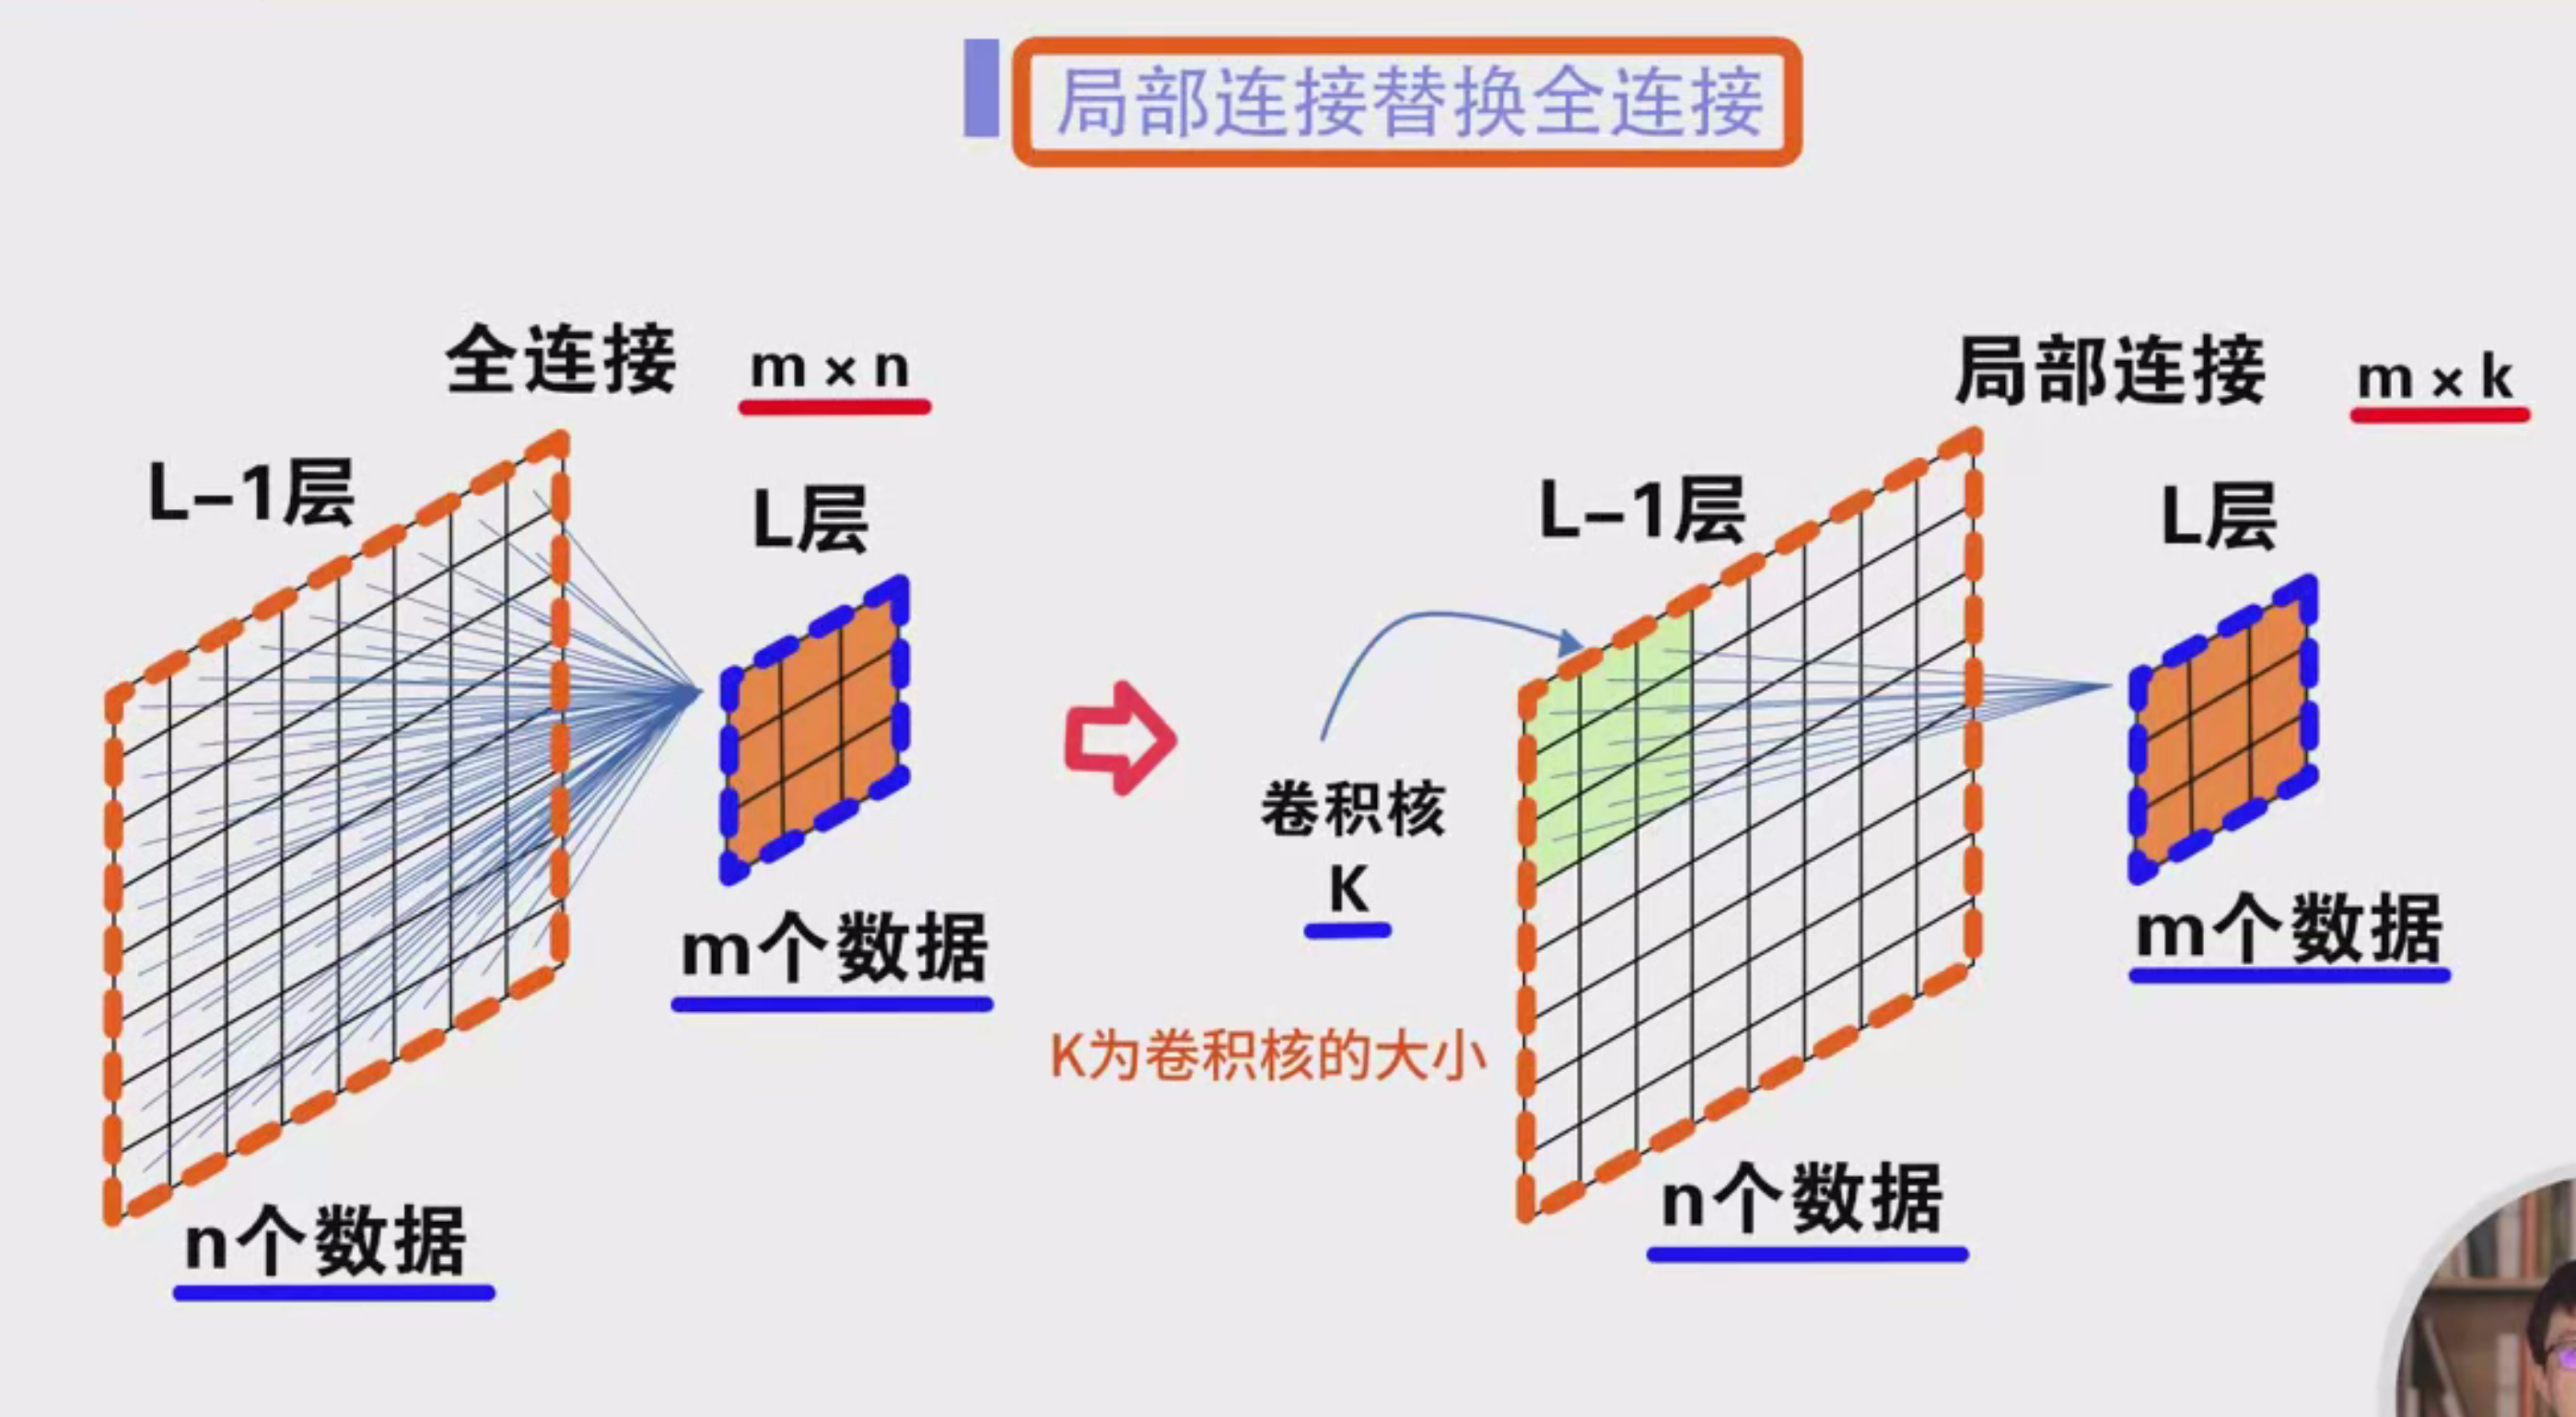 局部连接替换全连接
全连接 m × n
L-1层
L层
m个数据
n个数据
局部连接 m × k
L-1层
L层
卷积核
K
K为卷积核的大小
m个数据
n个数据